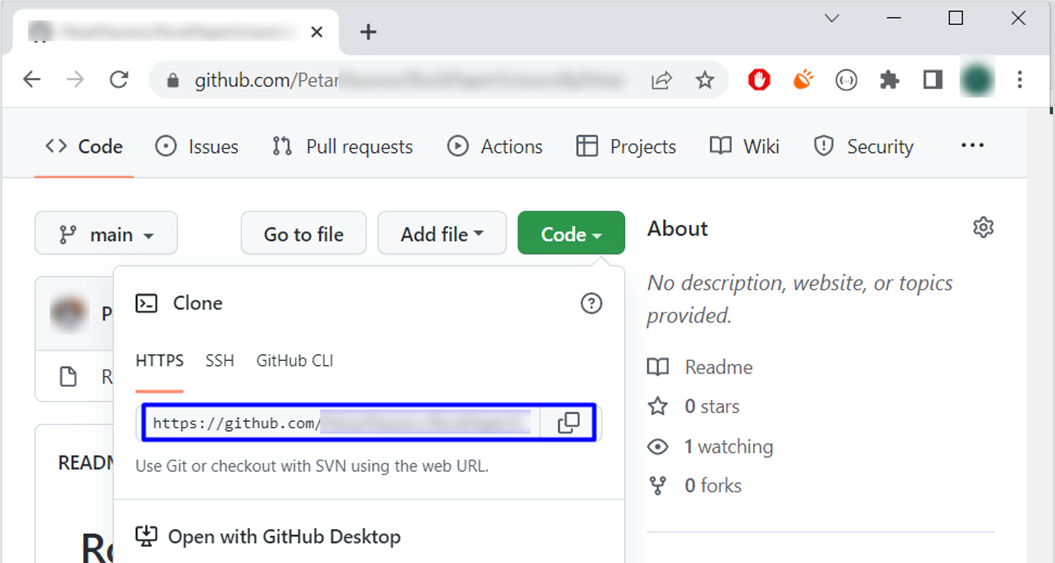 github.com/Petar
Code Issues Pull requests Actions Projects Wiki Security
main Go to file Add file Code
About
No description, website, or topics
provided.
P
Clone
HTTPS SSH GitHub CLI
R
Readme
0 stars
https://github.com/
1 watching
READM
Use Git or checkout with SVN using the web URL.
0 forks
Open with GitHub Desktop
Ro